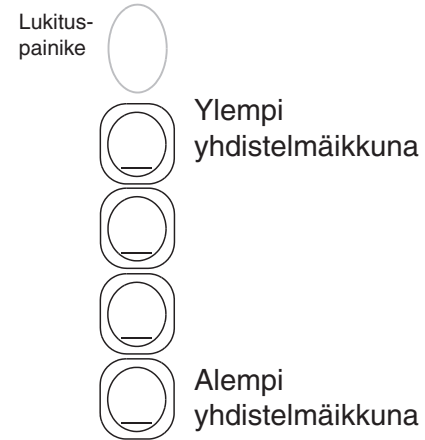 Lukitus-
painike
Ylempi
yhdistelmäikkuna
Alempi
yhdistelmäikkuna